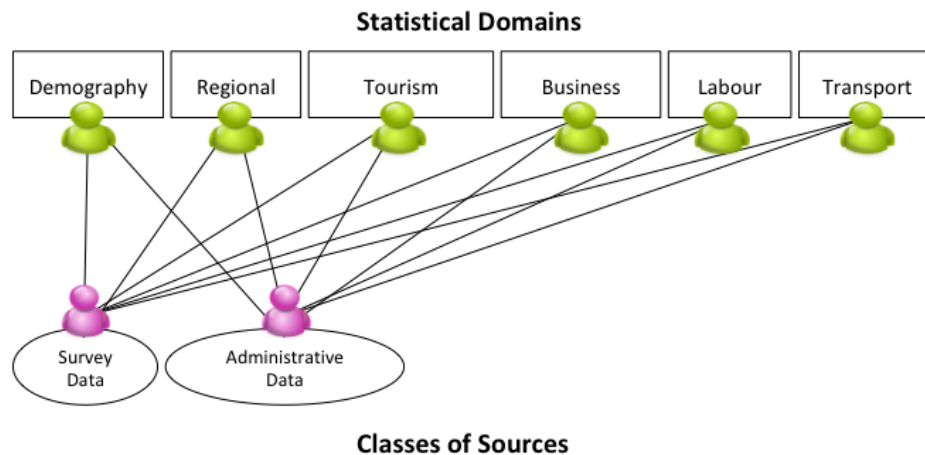 Statistical Domains
Demography
Regional
Tourism
Business
Labour
Transport
Survey
Data
Administrative
Data
Classes of Sources